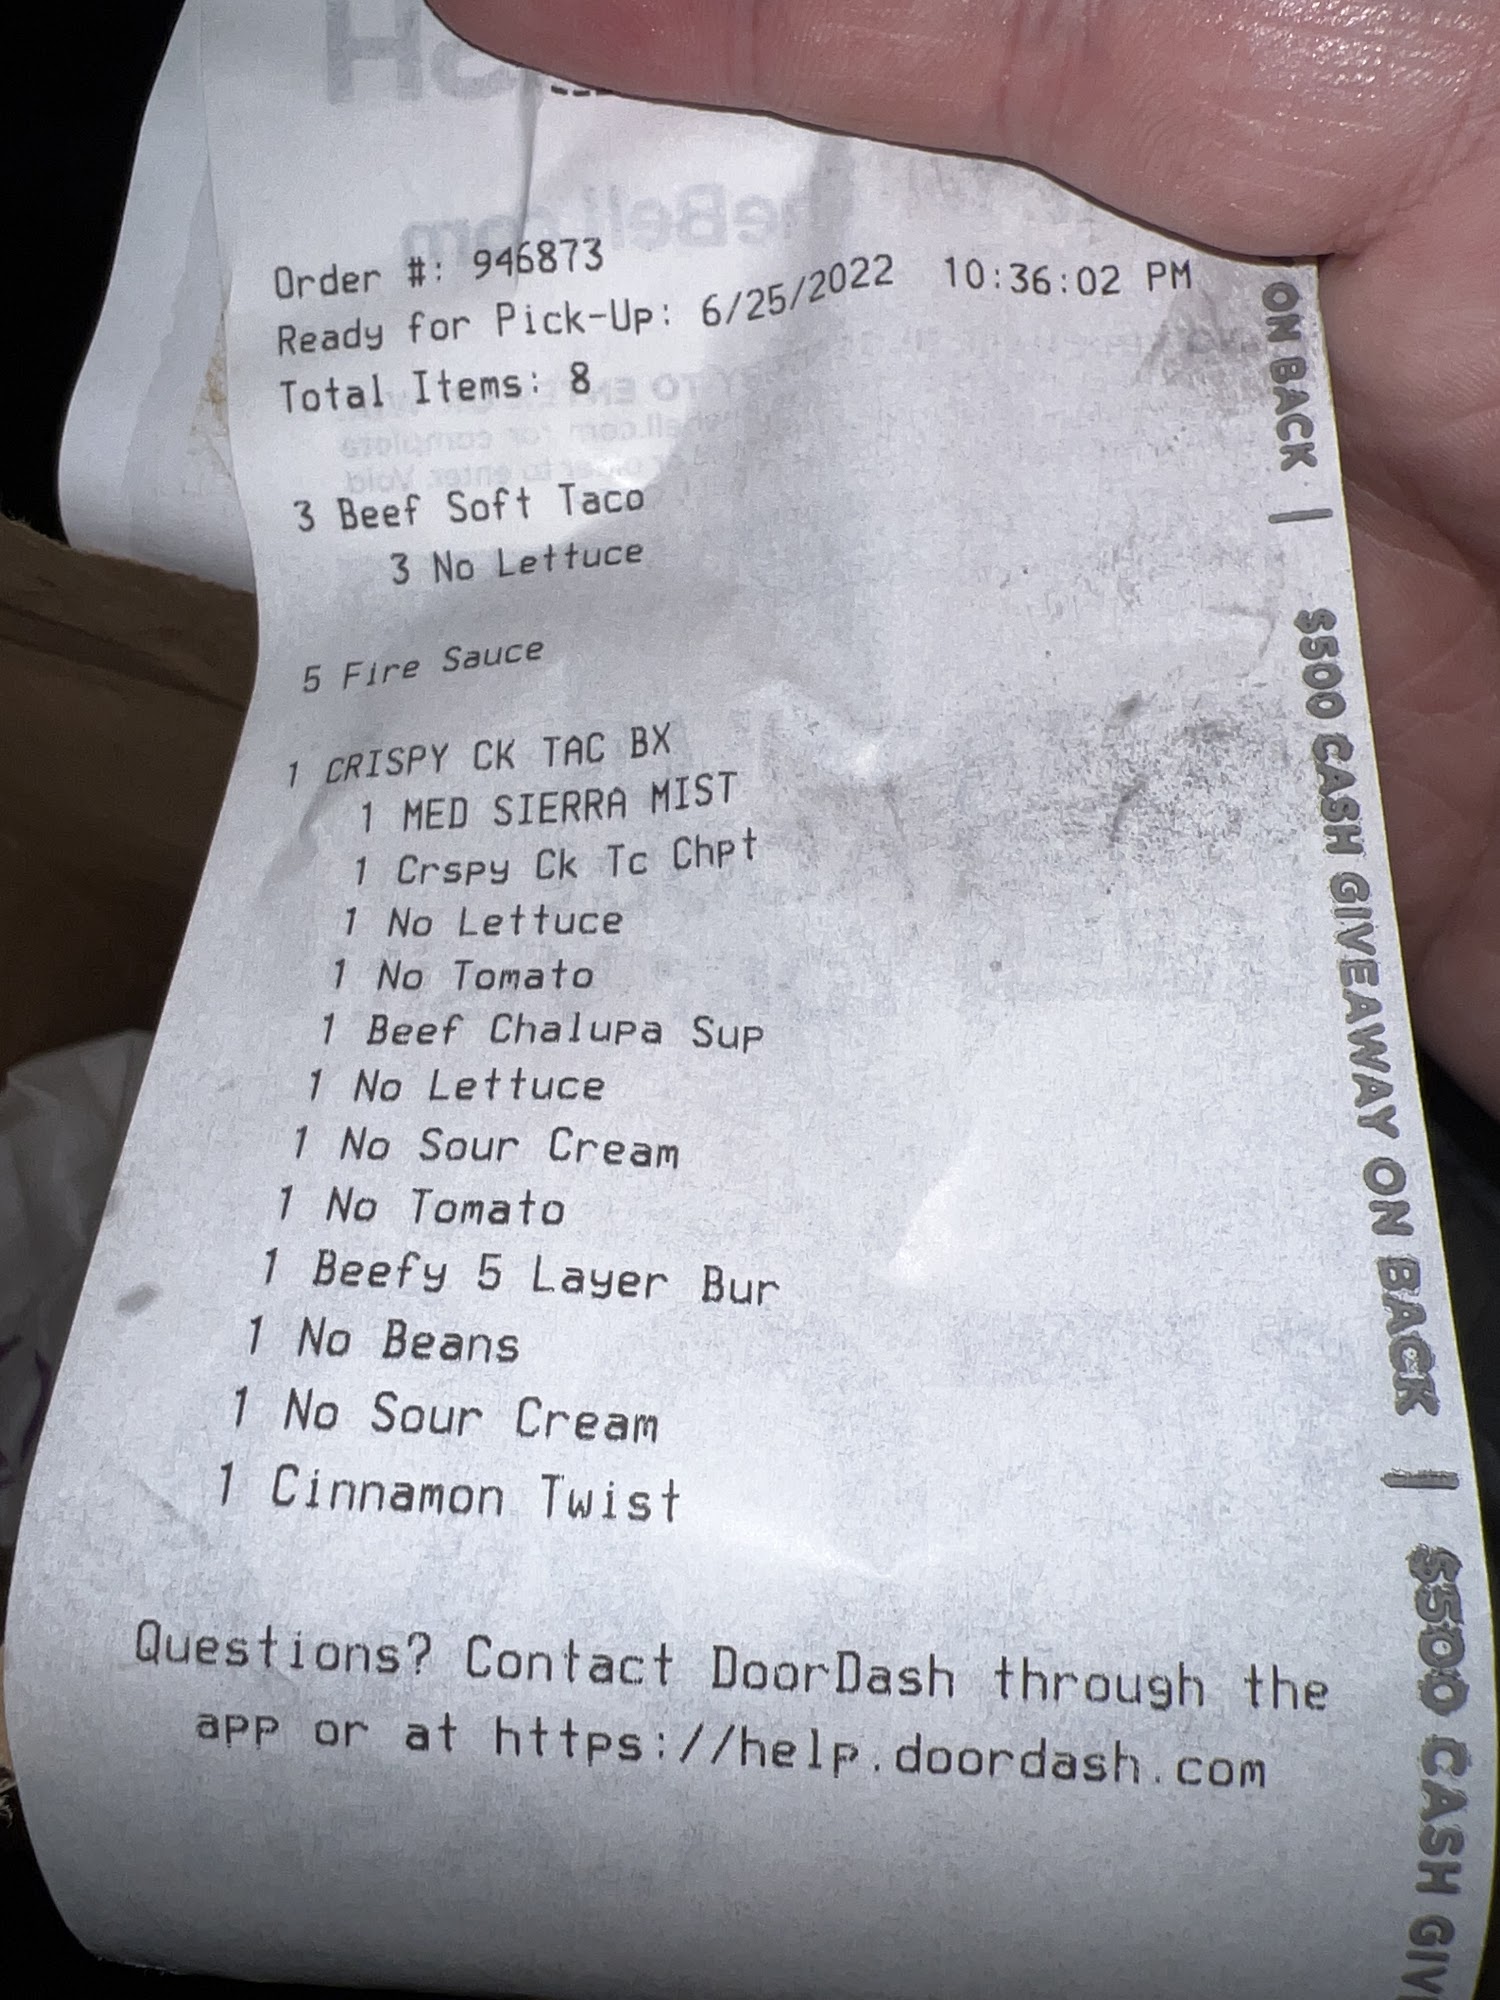 Order #: 946873
Ready for Pick-Up: 6/25/2022 10:36:02 PM
Total Items: 8
3 Beef Soft Taco
3 No Lettuce
5 Fire Sauce
1 CRISPY CK TAC BX
1 MED SIERRA MIST
1 Crspy Ck Tc Chpt
1 No Lettuce
1 No Tomato
1 Beef Chalupa Sup
1 No Lettuce
1 No Sour Cream
1 No Tomato
1 Beefy 5 Layer Bur
1 No Beans
1 No Sour Cream
1 Cinnamon Twist
Questions? Contact DoorDash through the
app or at https://help.doordash.com
ON BACK | $500 CASH GIVEAWAY ON BACK | $500 CASH GIV